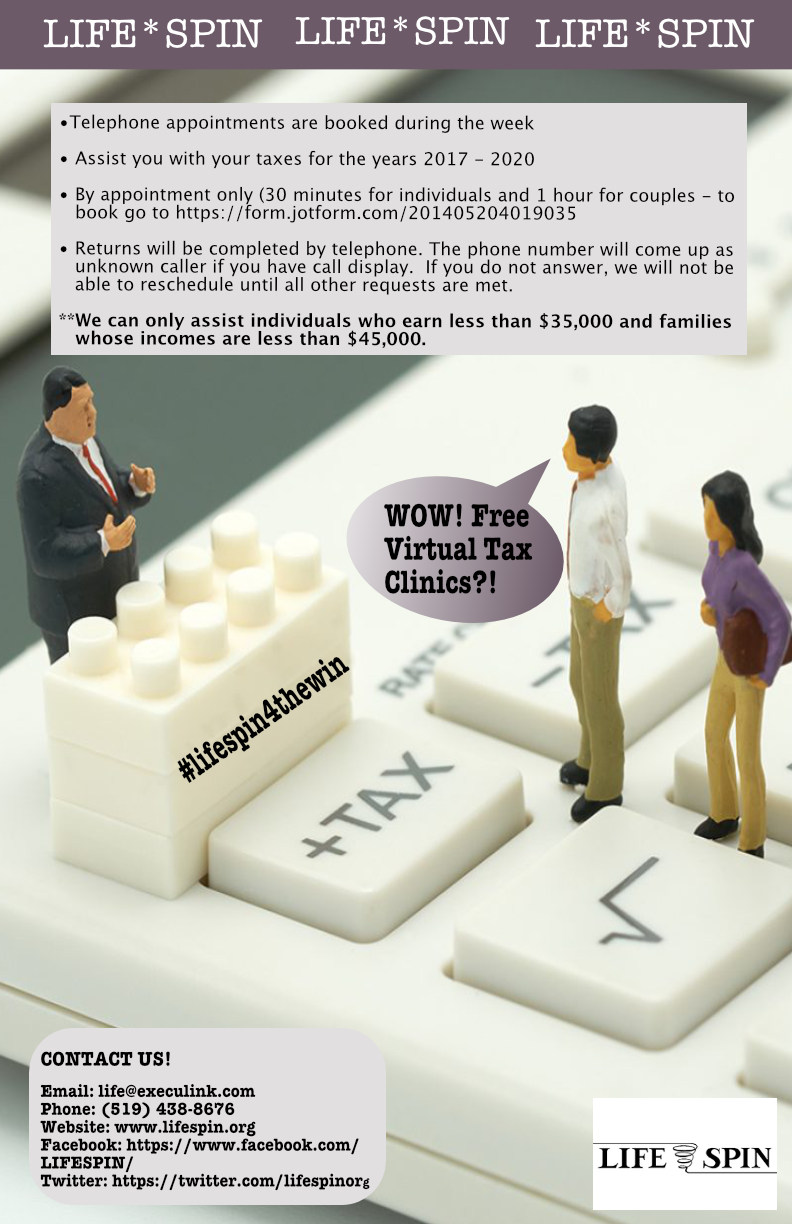 LIFE*SPIN LIFE*SPIN LIFE*SPIN
•Telephone appointments are booked during the week
• Assist you with your taxes for the years 2017 – 2020
• By appointment only (30 minutes for individuals and 1 hour for couples – to
book go to https://form.jotform.com/201405204019035
• Returns will be completed by telephone. The phone number will come up as
unknown caller if you have call display. If you do not answer, we will not be
able to reschedule until all other requests are met.
**We can only assist individuals who earn less than $35,000 and families
whose incomes are less than $45,000.
WOW! Free
Virtual Tax
Clinics?!
RATE
–TAX
#lifespin4thewin
+TAX
√
CONTACT US!
Email: life@execulink.com
Phone: (519) 438-8676
Website: www.lifespin.org
Facebook: https://www.facebook.com/
LIFESPIN/
Twitter: https://twitter.com/lifespinorg
LIFE SPIN